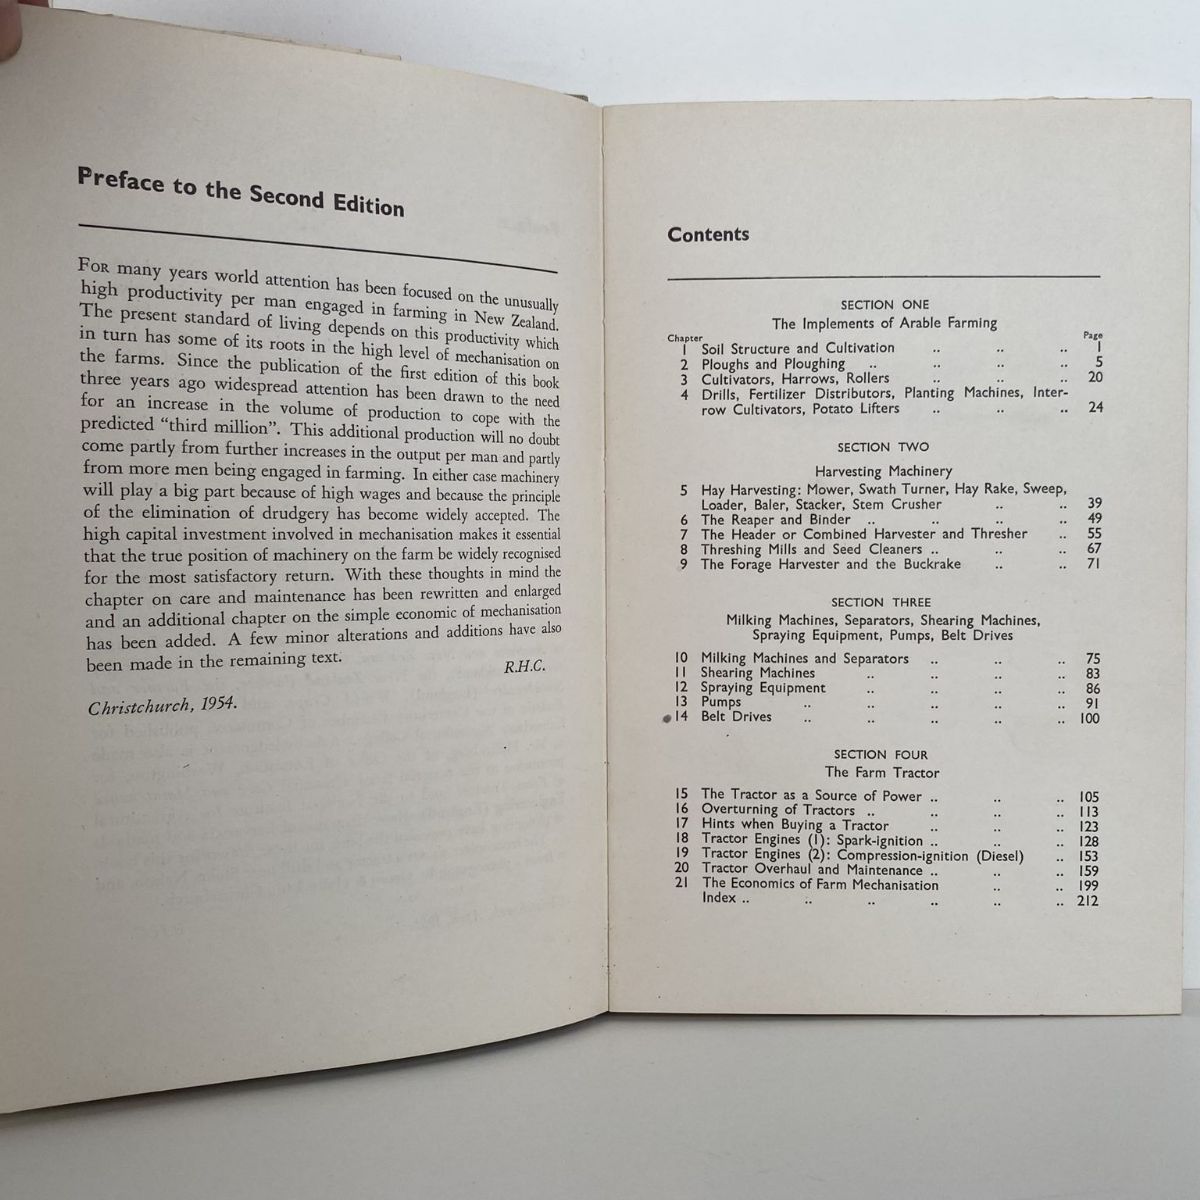 Preface to the Second Edition
FOR many years world attention has been focused on the unusually
high productivity per man engaged in farming in New Zealand.
The present standard of living depends on this productivity which
in turn has some of its roots in the high level of mechanisation on
the farms. Since the publication of the first edition of this book
three years ago widespread attention has been drawn to the need
for an increase in the volume of production to cope with the
predicted "third million". This additional production will no doubt
come partly from further increases in the output per man and partly
from more men being engaged in farming. In either case machinery
will play a big part because of high wages and because the principle
of the elimination of drudgery has become widely accepted. The
high capital investment involved in mechanisation makes it essential
that the true position of machinery on the farm be widely recognised
for the most satisfactory return. With these thoughts in mind the
chapter on care and maintenance has been rewritten and enlarged
and an additional chapter on the simple economic of mechanisation
has been added. A few minor alterations and additions have also
been made in the remaining text.
R.H.C.
Christchurch, 1954.
Contents
SECTION ONE
The Implements of Arable Farming
Chapter Page
1 Soil Structure and Cultivation .. .. .. 1
2 Ploughs and Ploughing .. .. .. .. 5
3 Cultivators, Harrows, Rollers .. .. .. 20
4 Drills, Fertilizer Distributors, Planting Machines, Inter-
row Cultivators, Potato Lifters .. .. .. 24
SECTION TWO
Harvesting Machinery
5 Hay Harvesting: Mower, Swath Turner, Hay Rake, Sweep,
Loader, Baler, Stacker, Stem Crusher .. .. 39
6 The Reaper and Binder .. .. .. .. 49
7 The Header or Combined Harvester and Thresher .. 55
8 Threshing Mills and Seed Cleaners .. .. .. 67
9 The Forage Harvester and the Buckrake .. .. 71
SECTION THREE
Milking Machines, Separators, Shearing Machines,
Spraying Equipment, Pumps, Belt Drives
10 Milking Machines and Separators .. .. .. 75
11 Shearing Machines .. .. .. .. 83
12 Spraying Equipment .. .. .. .. 86
13 Pumps .. .. .. .. .. 91
14 Belt Drives .. .. .. .. .. 100
SECTION FOUR
The Farm Tractor
15 The Tractor as a Source of Power .. .. .. 105
16 Overturning of Tractors .. .. .. .. 113
17 Hints when Buying a Tractor .. .. .. 123
18 Tractor Engines (1): Spark-ignition .. .. .. 128
19 Tractor Engines (2): Compression-ignition (Diesel) .. 153
20 Tractor Overhaul and Maintenance .. .. .. 159
21 The Economics of Farm Mechanisation .. .. 199
Index .. .. .. .. .. .. 212